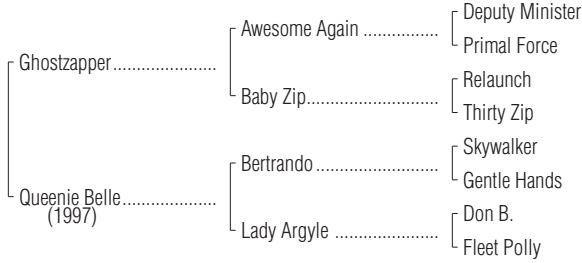 Deputy Minister
Awesome Again ................
Primal Force
Ghostzapper......................
Relaunch
Baby Zip............................
Thirty Zip
Skywalker
Bertrando ..........................
Gentle Hands
Queenie Belle....................
(1997)
Don B.
Lady Argyle ......................
Fleet Polly